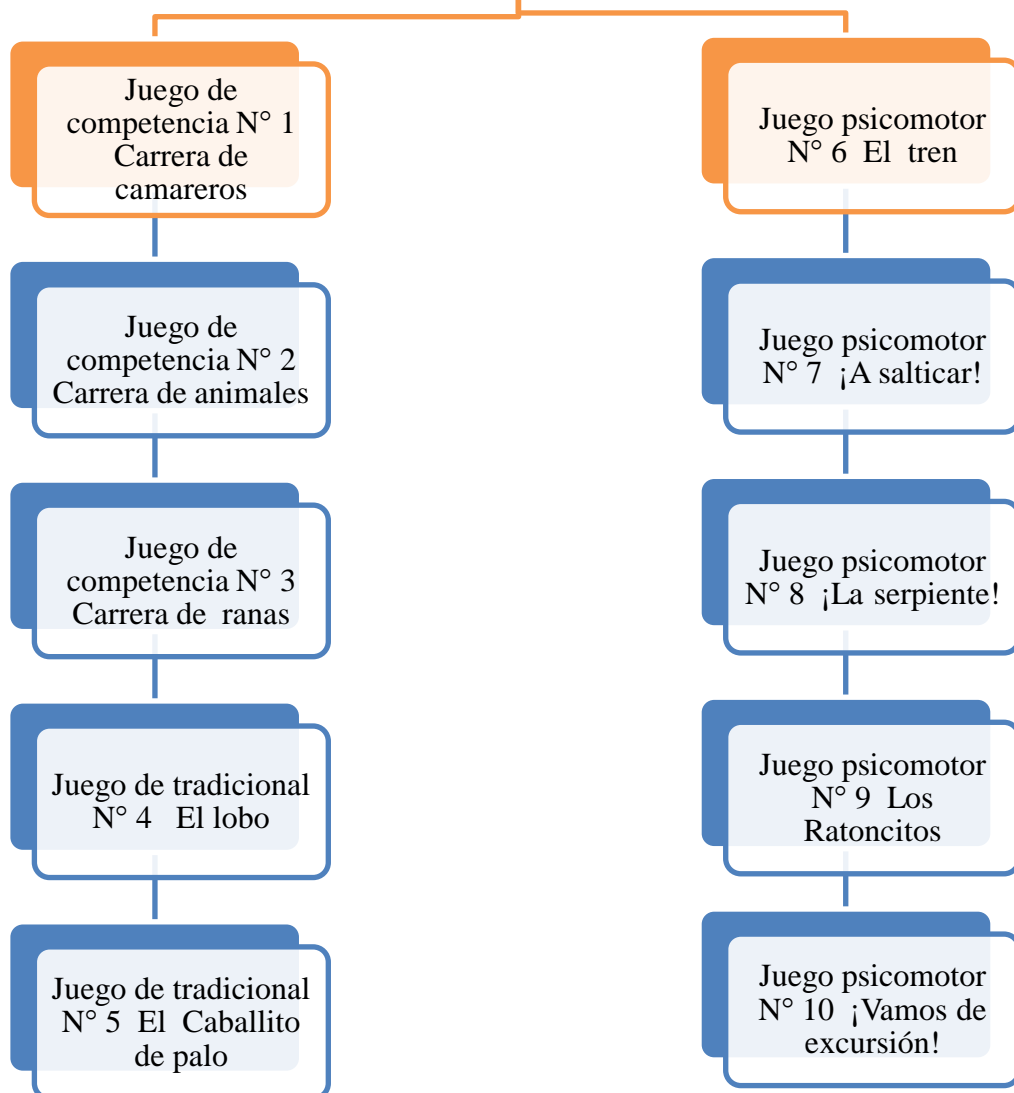 Juego de
competencia N° 1
Carrera de
camareros
Juego de
competencia N° 2
Carrera de animales
Juego de
competencia N° 3
Carrera de ranas
Juego de tradicional
N° 4 El lobo
Juego de tradicional
N° 5 El Caballito
de palo
Juego psicomotor
N° 6 El tren
Juego psicomotor
N° 7 ¡A salticar!
Juego psicomotor
N° 8 ¡La serpiente!
Juego psicomotor
N° 9 Los
Ratoncitos
Juego psicomotor
N° 10 ¡Vamos de
excursión!